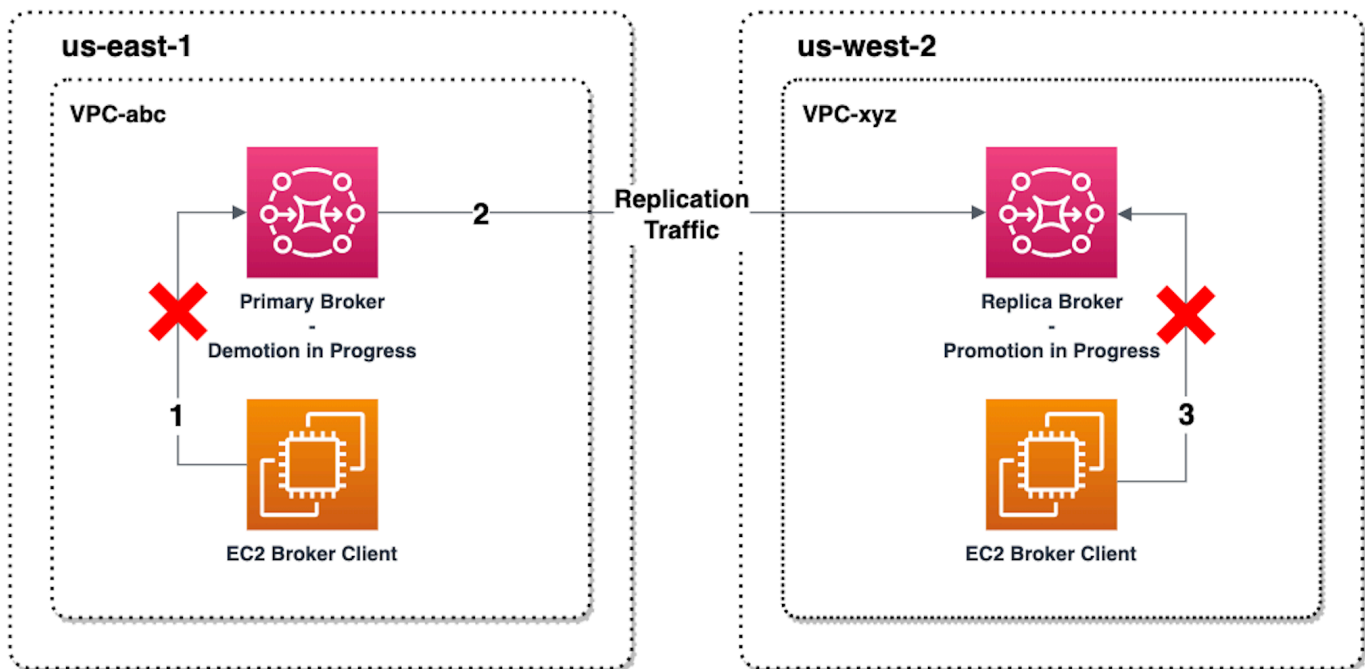 us-east-1
VPC-abc
Primary Broker
-
Demotion in Progress
1
EC2 Broker Client
2
Replication
Traffic
us-west-2
VPC-xyz
Replica Broker
-
Promotion in Progress
3
EC2 Broker Client